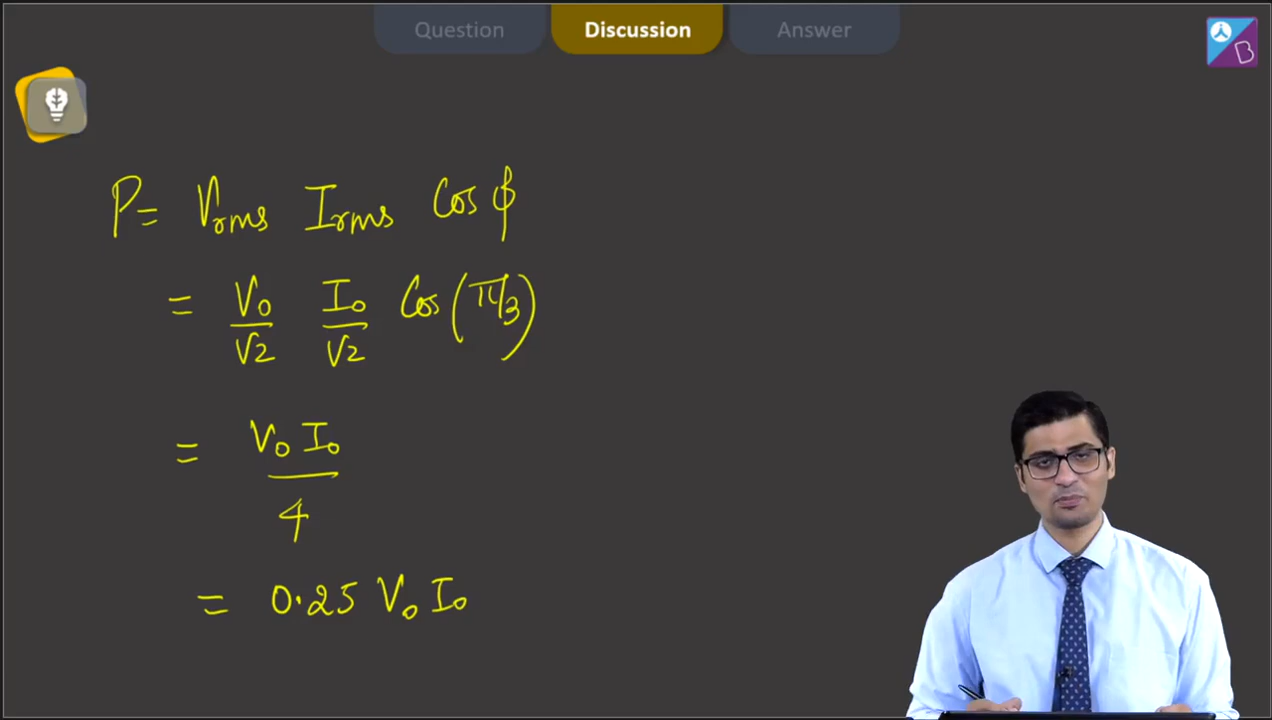 Question Discussion Answer
B
P = Vrms Irms Cos ϕ
= V₀/√2 I₀/√2 Cos (π/3)
= V₀ I₀ / 4
= 0.25 V₀ I₀